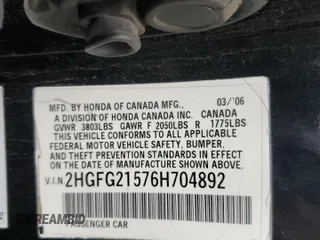 MFD. BY HONDA OF CANADA MFG., 03/'06
A DIVISION OF HONDA CANADA INC. CANADA
GVWR 3803LBS GAWR F 2050LBS R 1775LBS
THIS VEHICLE CONFORMS TO ALL APPLICABLE
FEDERAL MOTOR VEHICLE SAFETY, BUMPER,
AND THEFT PREVENTION STANDARDS IN EFFECT
ON THE DATE OF MANUFACTURE SHOWN ABOVE.
V.I.N. 2HGFG21576H704892
PASSENGER CAR